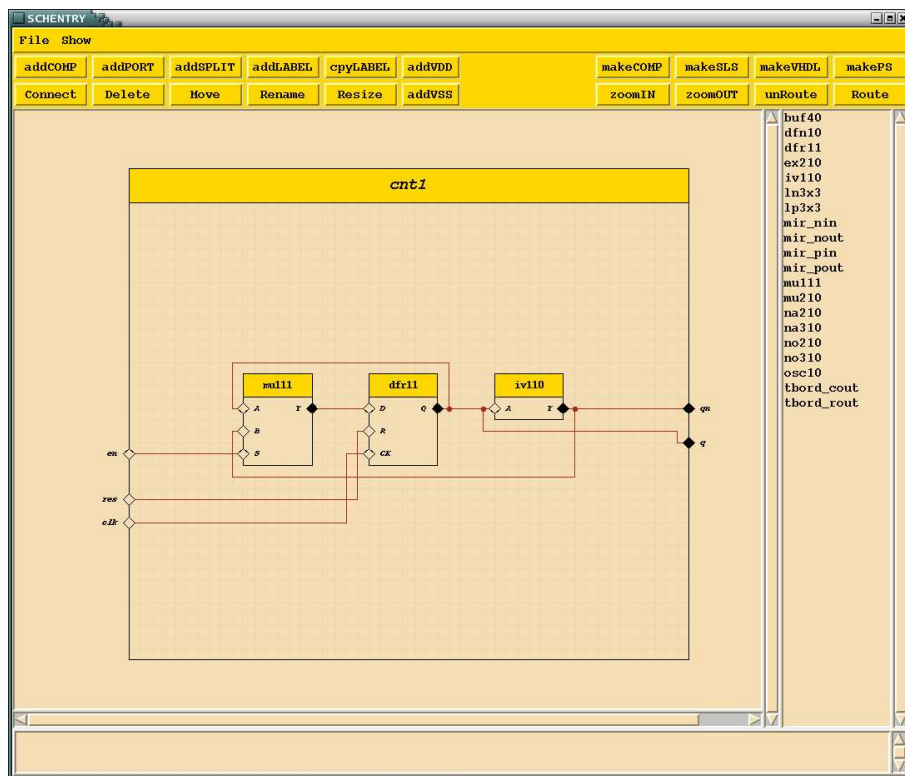 SCHENTRY
File Show
addCOMP addPORT addSPLIT addLABEL cpyLABEL addVDD makeCOMP makeSLS makeVHDL makePS
Connect Delete Move Rename Resize addVSS zoomIN zoomOUT unRoute Route
cnt1
mu111 dfr11 iv110
A Y D Q A Y qn
B R q
en S CK
res
clk
buf40
dfn10
dfr11
ex210
iv110
ln3x3
lp3x3
mir_nin
mir_nout
mir_pin
mir_pout
mu111
mu210
na210
na310
no210
no310
osc10
tbord_cout
tbord_rout